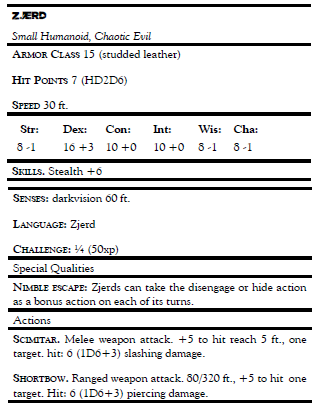 ZJERD
Small Humanoid, Chaotic Evil
ARMOR CLASS 15 (studded leather)
HIT POINTS 7 (HD2D6)
SPEED 30 ft.
Str: Dex: Con: Int: Wis: Cha:
8 -1 16 +3 10 +0 10 +0 8 -1 8 -1
SKILLS. Stealth +6
SENSES: darkvision 60 ft.
LANGUAGE: Zjerd
CHALLENGE: ¼ (50xp)
Special Qualities
NIMBLE ESCAPE: Zjerds can take the disengage or hide action
as a bonus action on each of its turns.
Actions
SCIMITAR. Melee weapon attack. +5 to hit reach 5 ft., one
target. hit: 6 (1D6+3) slashing damage.
SHORTBOW. Ranged weapon attack. 80/320 ft., +5 to hit one
target. Hit: 6 (1D6+3) piercing damage.